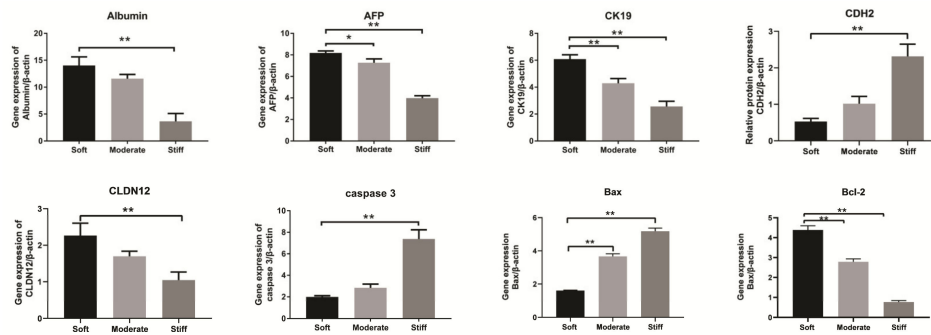 Albumin
**
Gene expression of
Albumin/β-actin
20
15
10
5
0
Soft Moderate Stiff
AFP
**
*
Gene expression of
AFP/β-actin
10
8
6
4
2
0
Soft Moderate Stiff
CK19
**
**
Gene expression of
CK19/β-actin
8
6
4
2
0
Soft Moderate Stiff
CDH2
**
Relative protein expression
CDH2/β-actin
3
2
1
0
Soft Moderate Stiff
CLDN12
**
Gene expression of
CLDN12/β-actin
3
2
1
0
Soft Moderate Stiff
caspase 3
**
Gene expression of
caspase 3/β-actin
10
8
6
4
2
0
Soft Moderate Stiff
Bax
**
**
Gene expression
Bax/β-actin
6
4
2
0
Soft Moderate Stiff
Bcl-2
**
**
Gene expression
Bax/β-actin
5
4
3
2
1
0
Soft Moderate Stiff